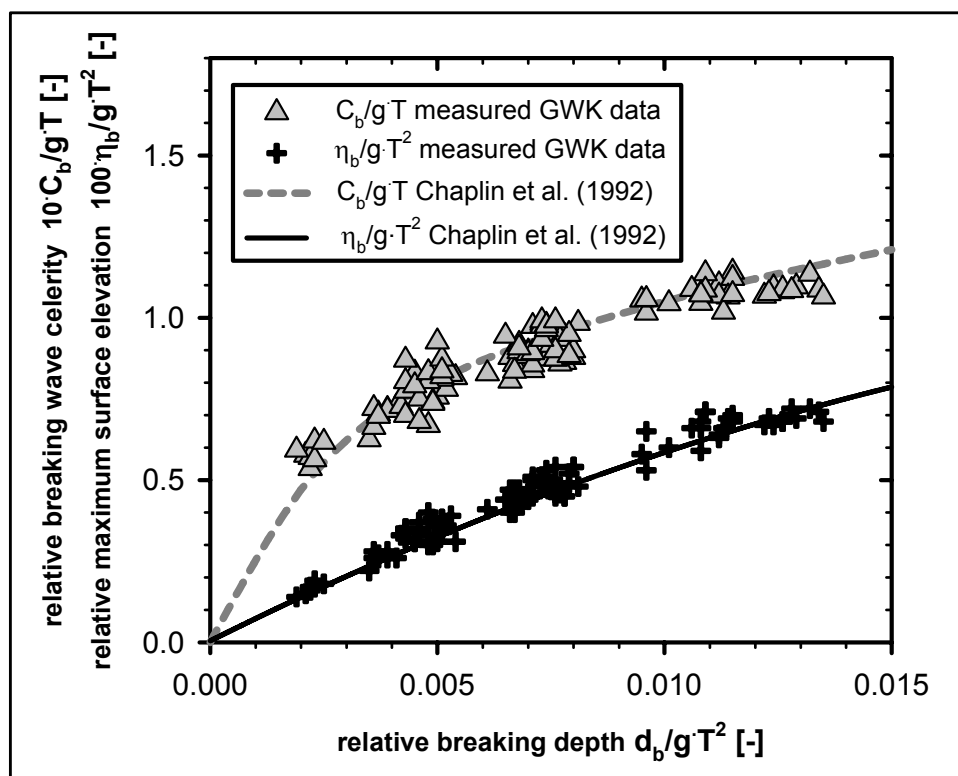 relative breaking wave celerity 10·C_b/g·T [-]
relative maximum surface elevation 100·η_b/g·T² [-]
C_b/g·T measured GWK data
η_b/g·T² measured GWK data
C_b/g·T Chaplin et al. (1992)
η_b/g·T² Chaplin et al. (1992)
1.5
1.0
0.5
0.0
0.000 0.005 0.010 0.015
relative breaking depth d_b/g·T² [-]